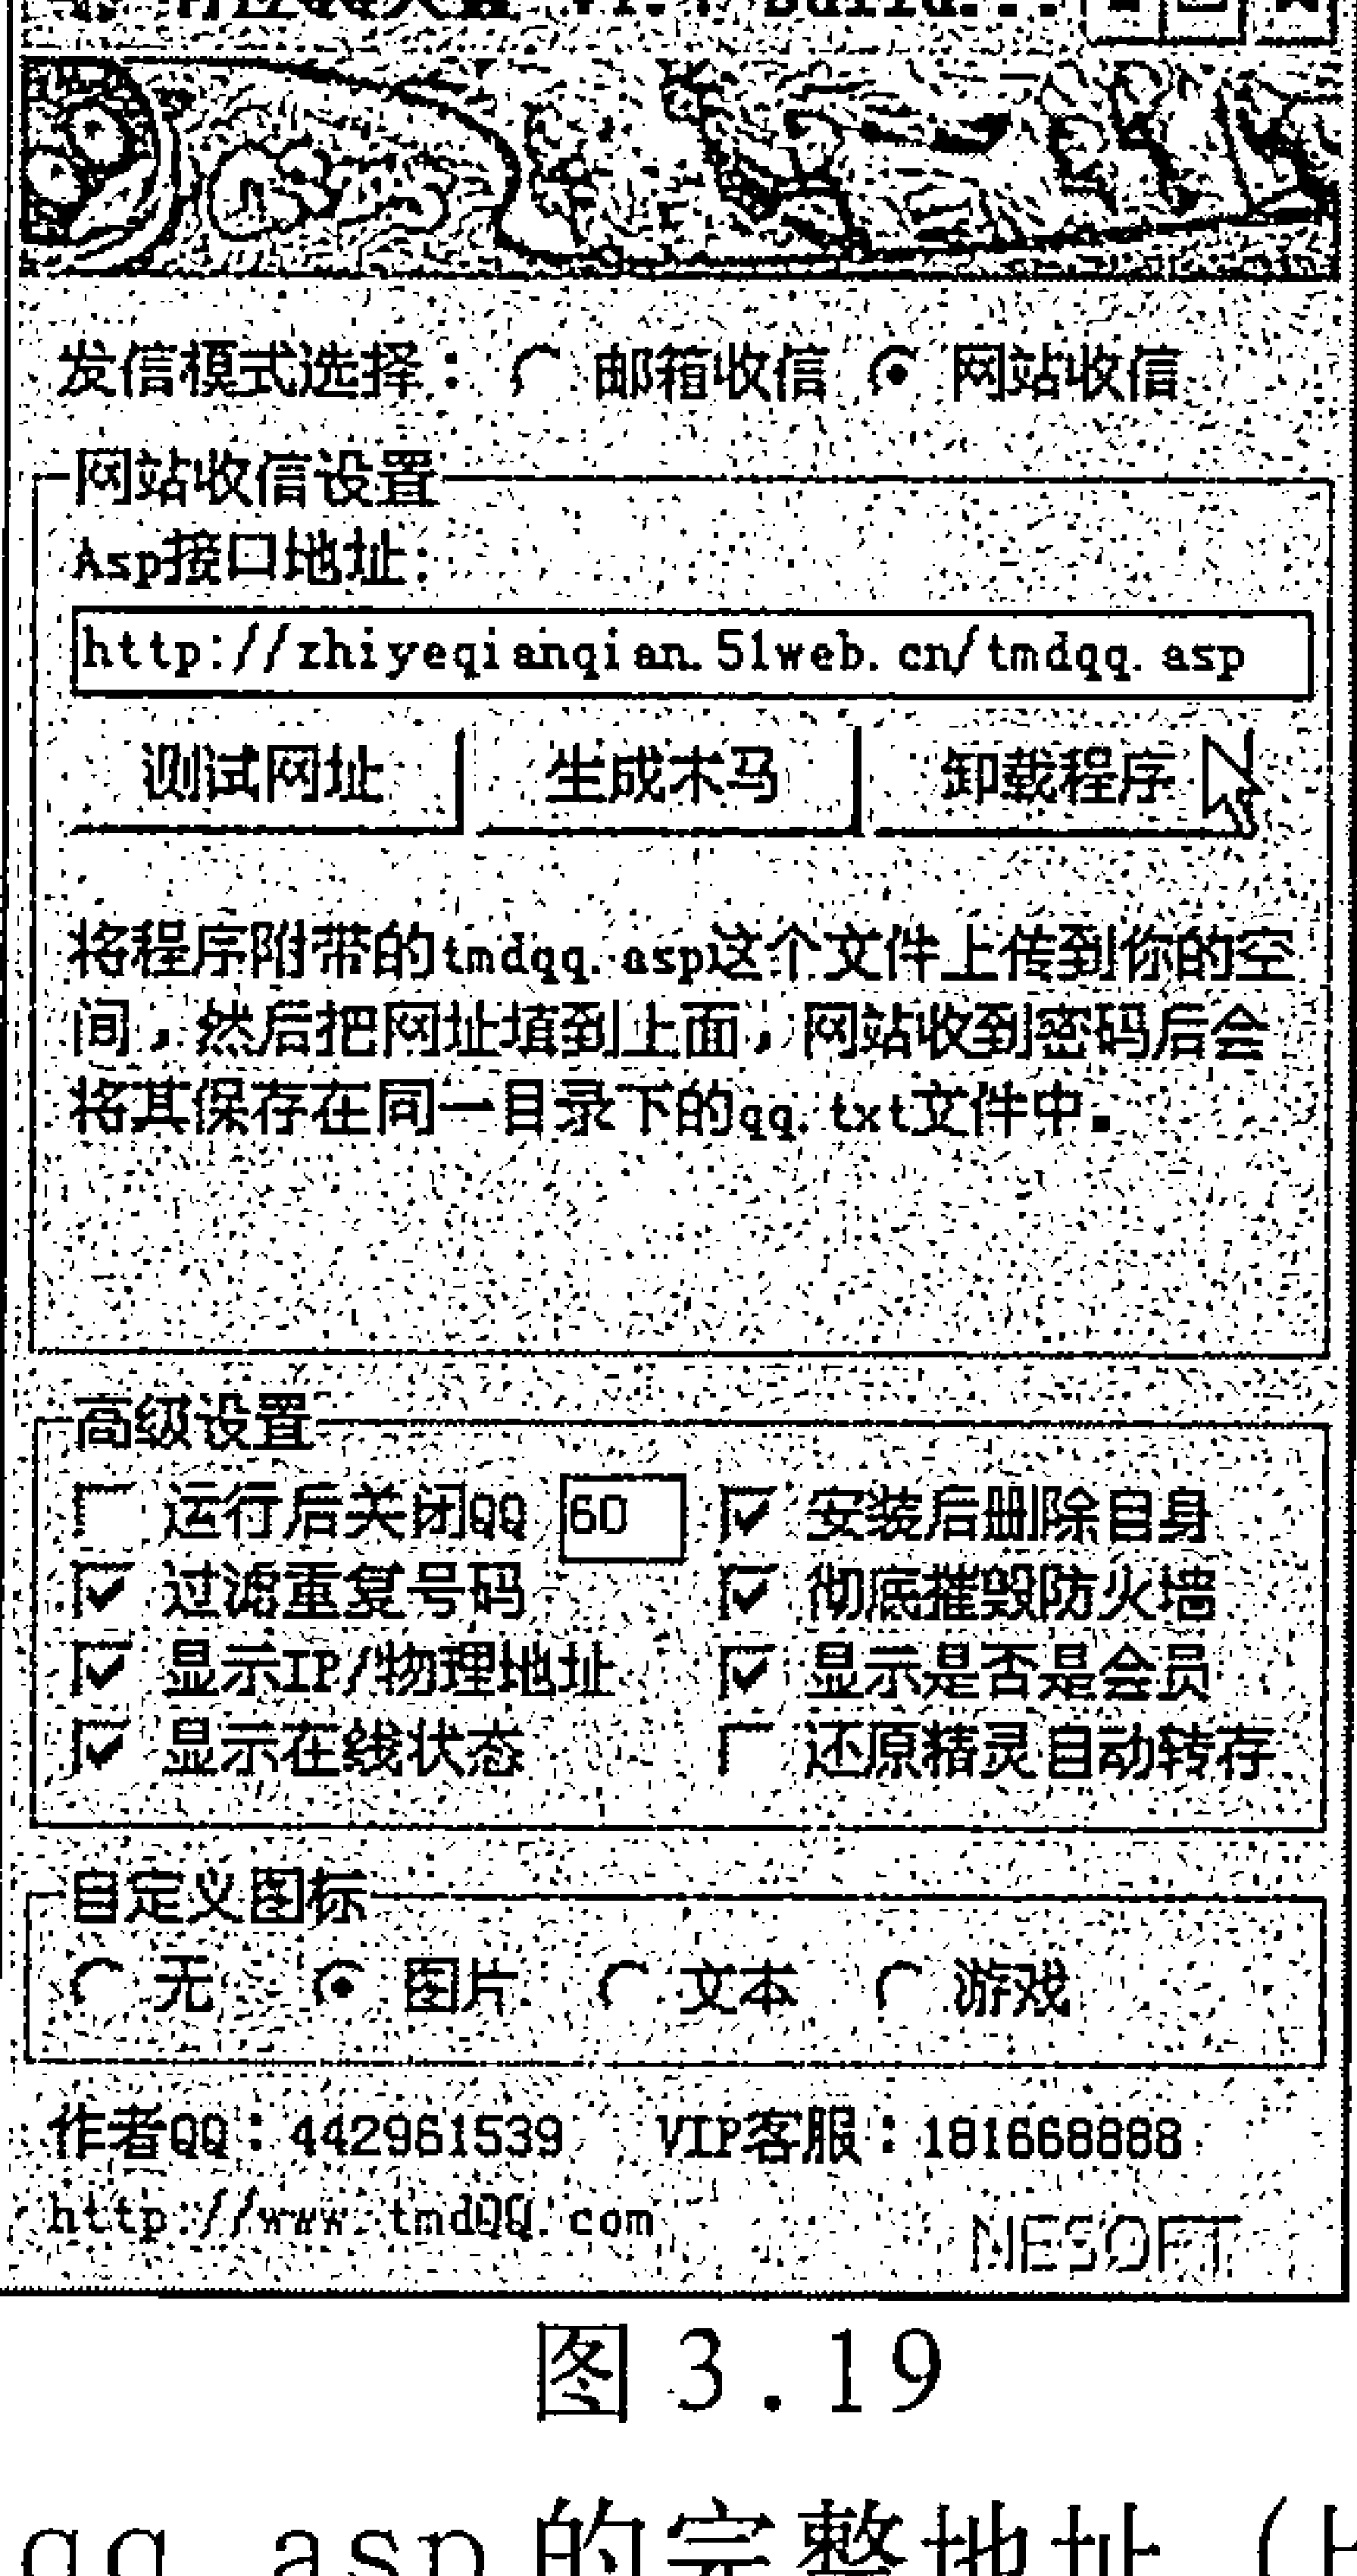 发信模式选择： 邮箱收信 网站收信
网站收信设置
Asp接口地址:
http://zhiyeqianqian.51web.cn/tmdqq.asp
测试网址 生成木马 卸载程序
将程序附带的tmdqq.asp这个文件上传到你的空
间，然后把网址填到上面，网站收到密码后会
将其保存在同一目录下的qq.txt文件中.
高级设置
运行后关闭QQ 60 安装后删除自身
过滤重复号码 彻底摧毁防火墙
显示IP/物理地址 显示是否是会员
显示在线状态 还原精灵自动转存
自定义图标
无 图片 文本 游戏
作者QQ：442961539 VIP客服：181668888
http://www.tmdQQ.com NESOFT
图 3.19
qq.asp 的完整地址（